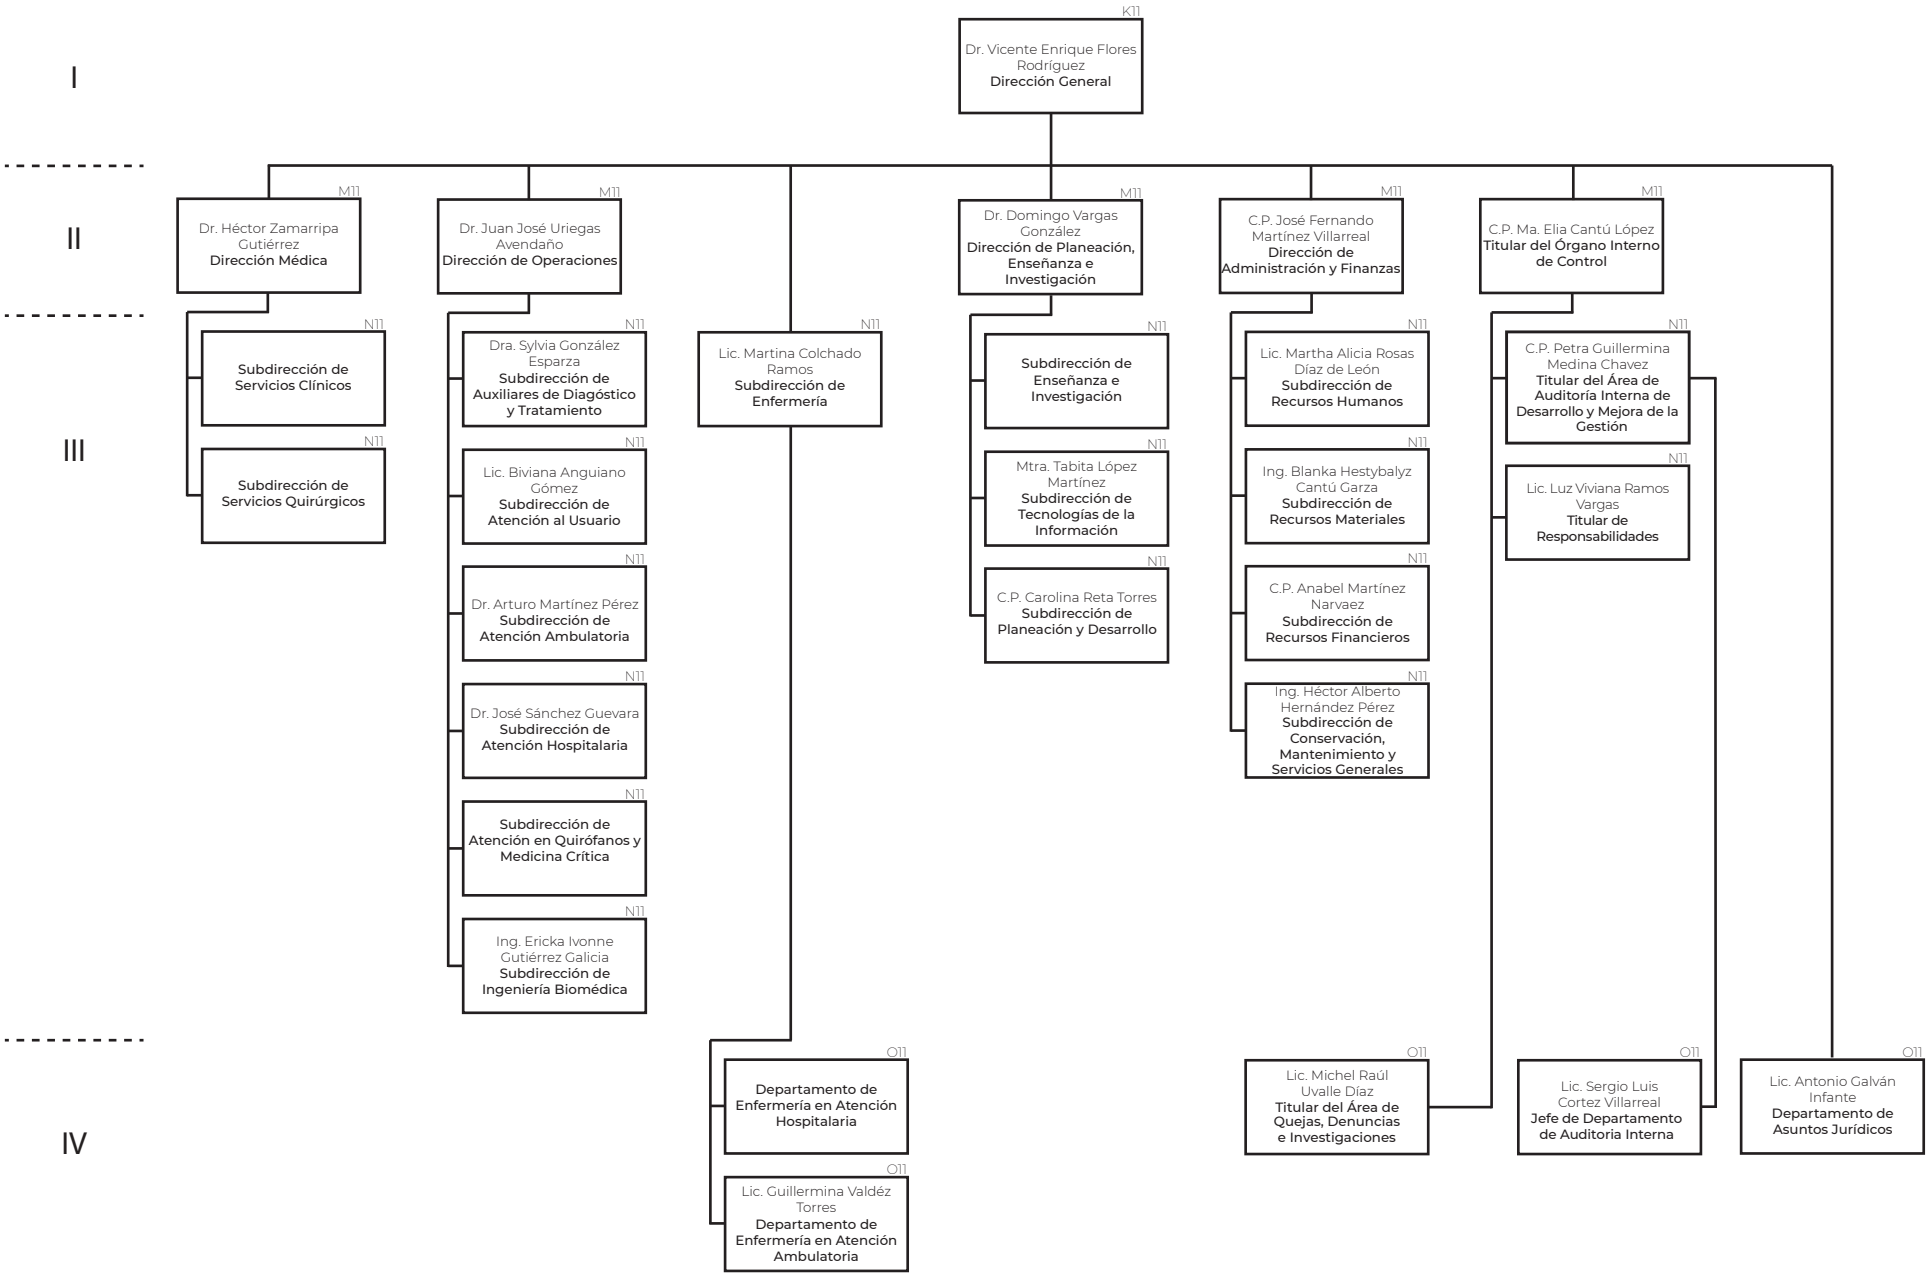 K11
Dr. Vicente Enrique Flores
Rodríguez
Dirección General
I
M11
Dr. Héctor Zamarripa
Gutiérrez
Dirección Médica
M11
Dr. Juan José Uriegas
Avendaño
Dirección de Operaciones
M11
Dr. Domingo Vargas
González
Dirección de Planeación,
Enseñanza e
Investigación
M11
C.P. José Fernando
Martínez Villarreal
Dirección de
Administración y Finanzas
M11
C.P. Ma. Elia Cantú López
Titular del Órgano Interno
de Control
II
N11
Subdirección de
Servicios Clínicos
N11
Subdirección de
Servicios Quirúrgicos
N11
Dra. Sylvia González
Esparza
Subdirección de
Auxiliares de Diagóstico
y Tratamiento
N11
Lic. Biviana Anguiano
Gómez
Subdirección de
Atención al Usuario
N11
Dr. Arturo Martínez Pérez
Subdirección de
Atención Ambulatoria
N11
Dr. José Sánchez Guevara
Subdirección de
Atención Hospitalaria
N11
Subdirección de
Atención en Quirófanos y
Medicina Crítica
N11
Ing. Ericka Ivonne
Gutiérrez Galicia
Subdirección de
Ingeniería Biomédica
N11
Lic. Martina Colchado
Ramos
Subdirección de
Enfermería
N11
Subdirección de
Enseñanza e
Investigación
N11
Mtra. Tabita López
Martínez
Subdirección de
Tecnologías de la
Información
N11
C.P. Carolina Reta Torres
Subdirección de
Planeación y Desarrollo
N11
Lic. Martha Alicia Rosas
Díaz de León
Subdirección de
Recursos Humanos
N11
Ing. Blanka Hestybalyz
Cantú Garza
Subdirección de
Recursos Materiales
N11
C.P. Anabel Martínez
Narvaez
Subdirección de
Recursos Financieros
N11
Ing. Héctor Alberto
Hernández Pérez
Subdirección de
Conservación,
Mantenimiento y
Servicios Generales
N11
C.P. Petra Guillermina
Medina Chavez
Titular del Área de
Auditoría Interna de
Desarrollo y Mejora de la
Gestión
N11
Lic. Luz Viviana Ramos
Vargas
Titular de
Responsabilidades
III
O11
Departamento de
Enfermería en Atención
Hospitalaria
O11
Lic. Guillermina Valdéz
Torres
Departamento de
Enfermería en Atención
Ambulatoria
O11
Lic. Michel Raúl
Uvalle Díaz
Titular del Área de
Quejas, Denuncias
e Investigaciones
O11
Lic. Sergio Luis
Cortez Villarreal
Jefe de Departamento
de Auditoria Interna
O11
Lic. Antonio Galván
Infante
Departamento de
Asuntos Jurídicos
IV